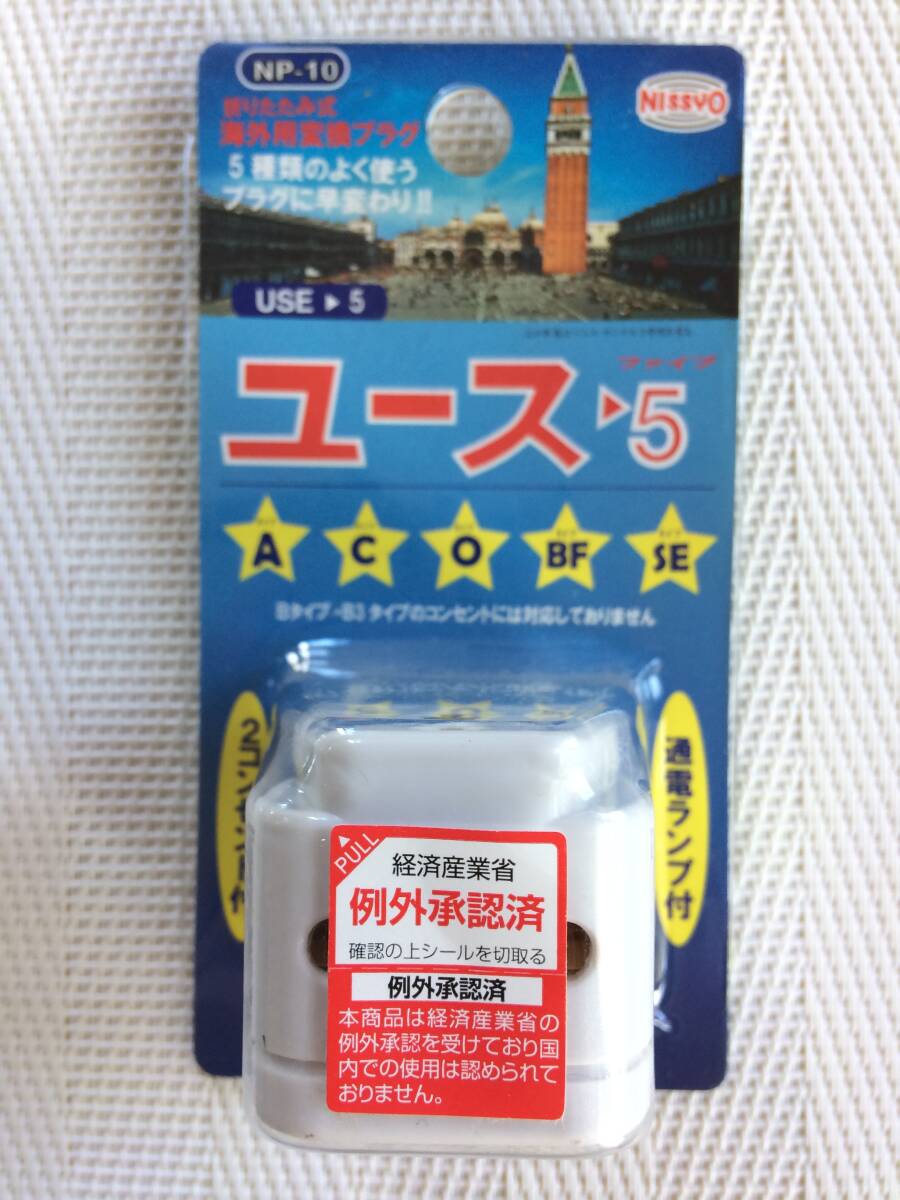 NP-10
NISSYO
折りたたみ式
海外用変換プラグ
5種類のよく使う
プラグに早変わり!!
USE ▶ 5
ファイブ
ユース▶5
A
C
O
BF
SE
Bタイプ・B3タイプのコンセントには対応しておりません
2コンセント付
通電ランプ付
PULL
経済産業省
例外承認済
確認の上シールを切取る
例外承認済
本商品は経済産業省の
例外承認を受けており国
内での使用は認められて
おりません。